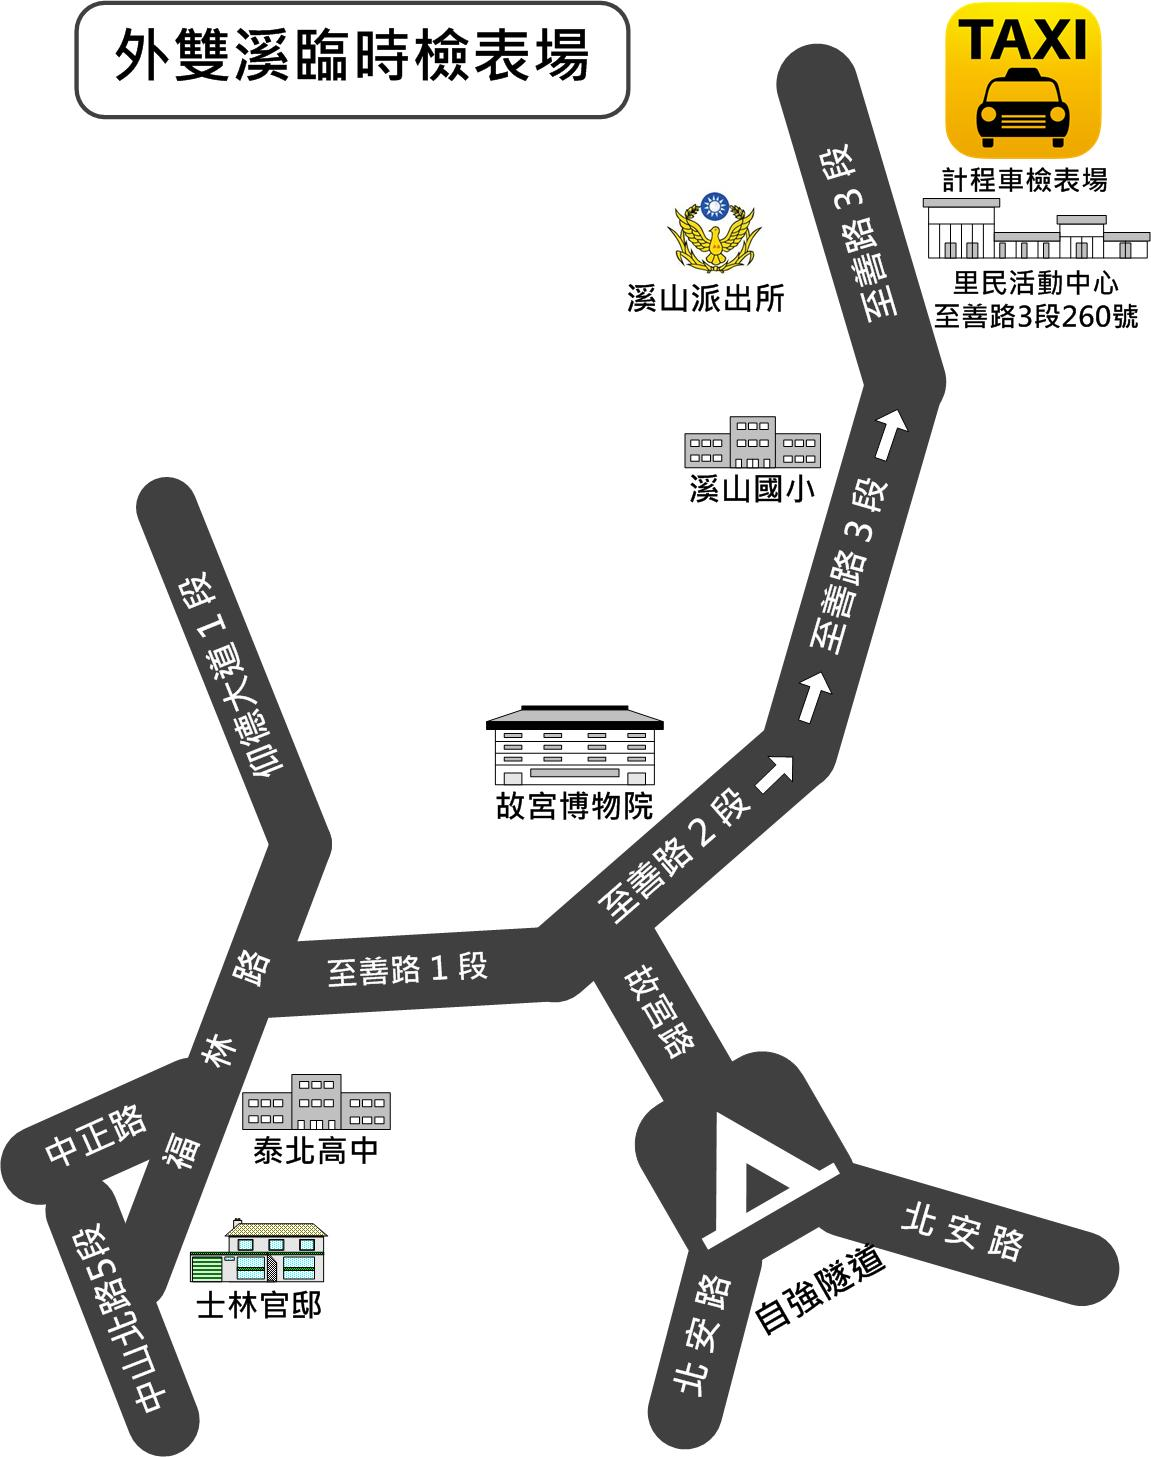 外雙溪臨時檢表場
TAXI
計程車檢表場
里民活動中心
至善路3段260號
至善路3段
溪山派出所
溪山國小
至善路3段
仰德大道1段
故宮博物院
至善路2段
至善路1段
故宮路
福林路
中正路
泰北高中
中山北路5段
士林官邸
北安路
自強隧道
北安路